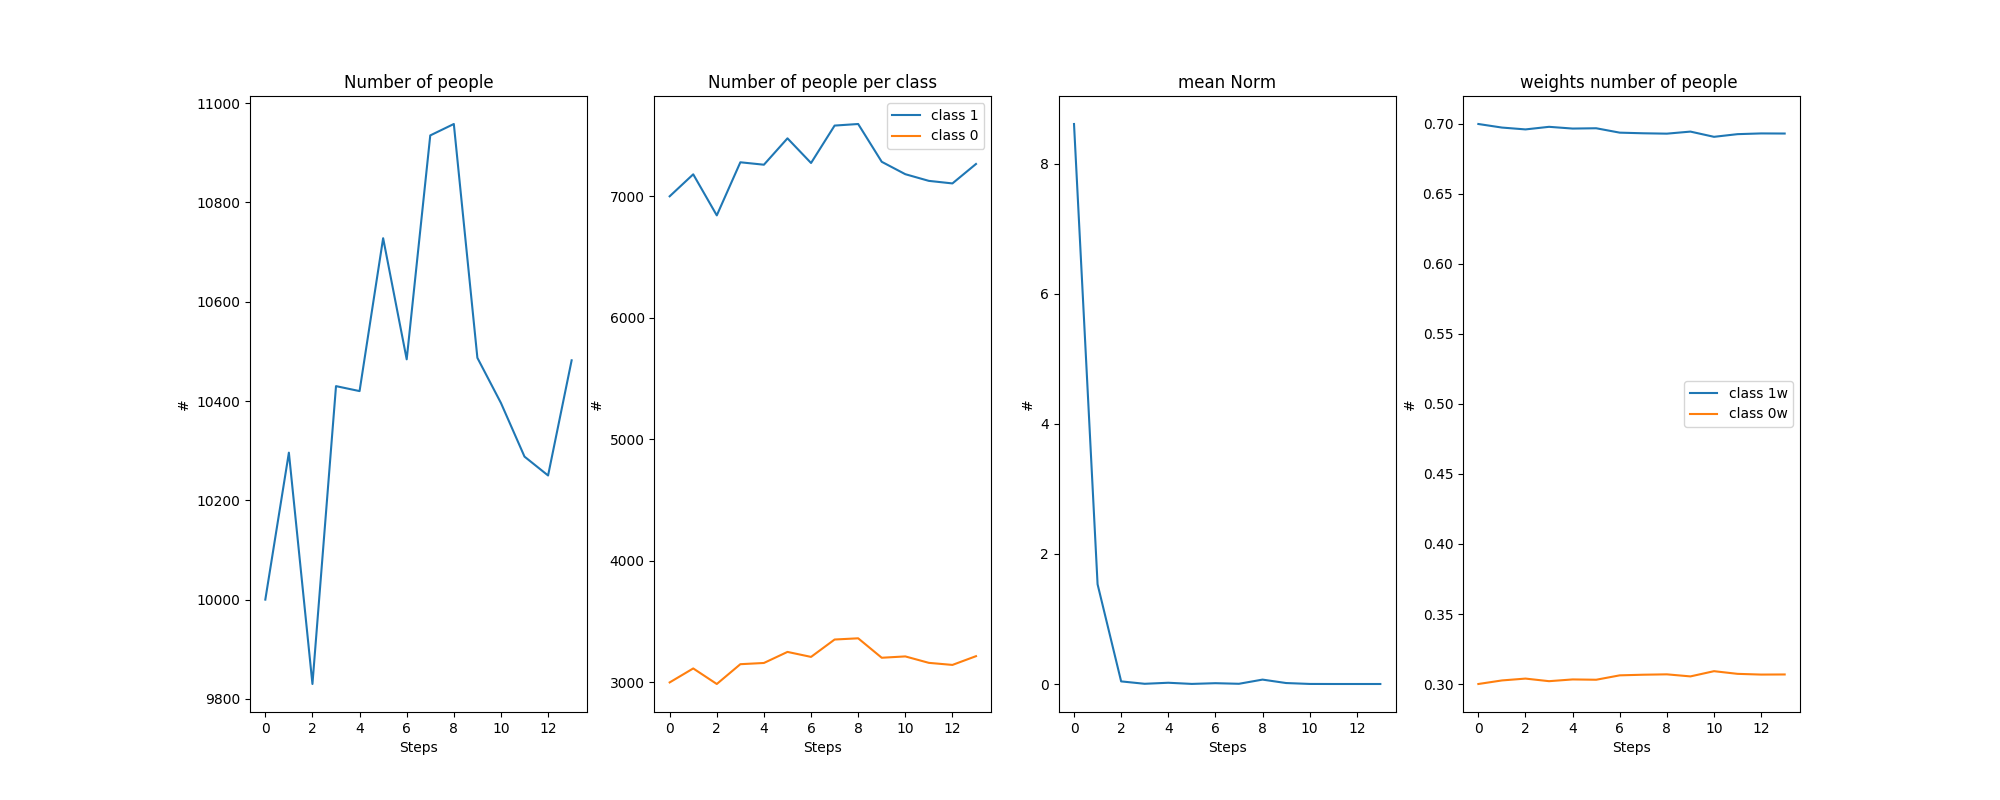 Number of people
11000
10800
10600
10400
10200
10000
9800
#
0 2 4 6 8 10 12
Steps
Number of people per class
class 1
class 0
7000
6000
5000
4000
3000
#
0 2 4 6 8 10 12
Steps
mean Norm
8
6
4
2
0
#
0 2 4 6 8 10 12
Steps
weights number of people
0.70
0.65
0.60
0.55
0.50
0.45
0.40
0.35
0.30
#
class 1w
class 0w
0 2 4 6 8 10 12
Steps